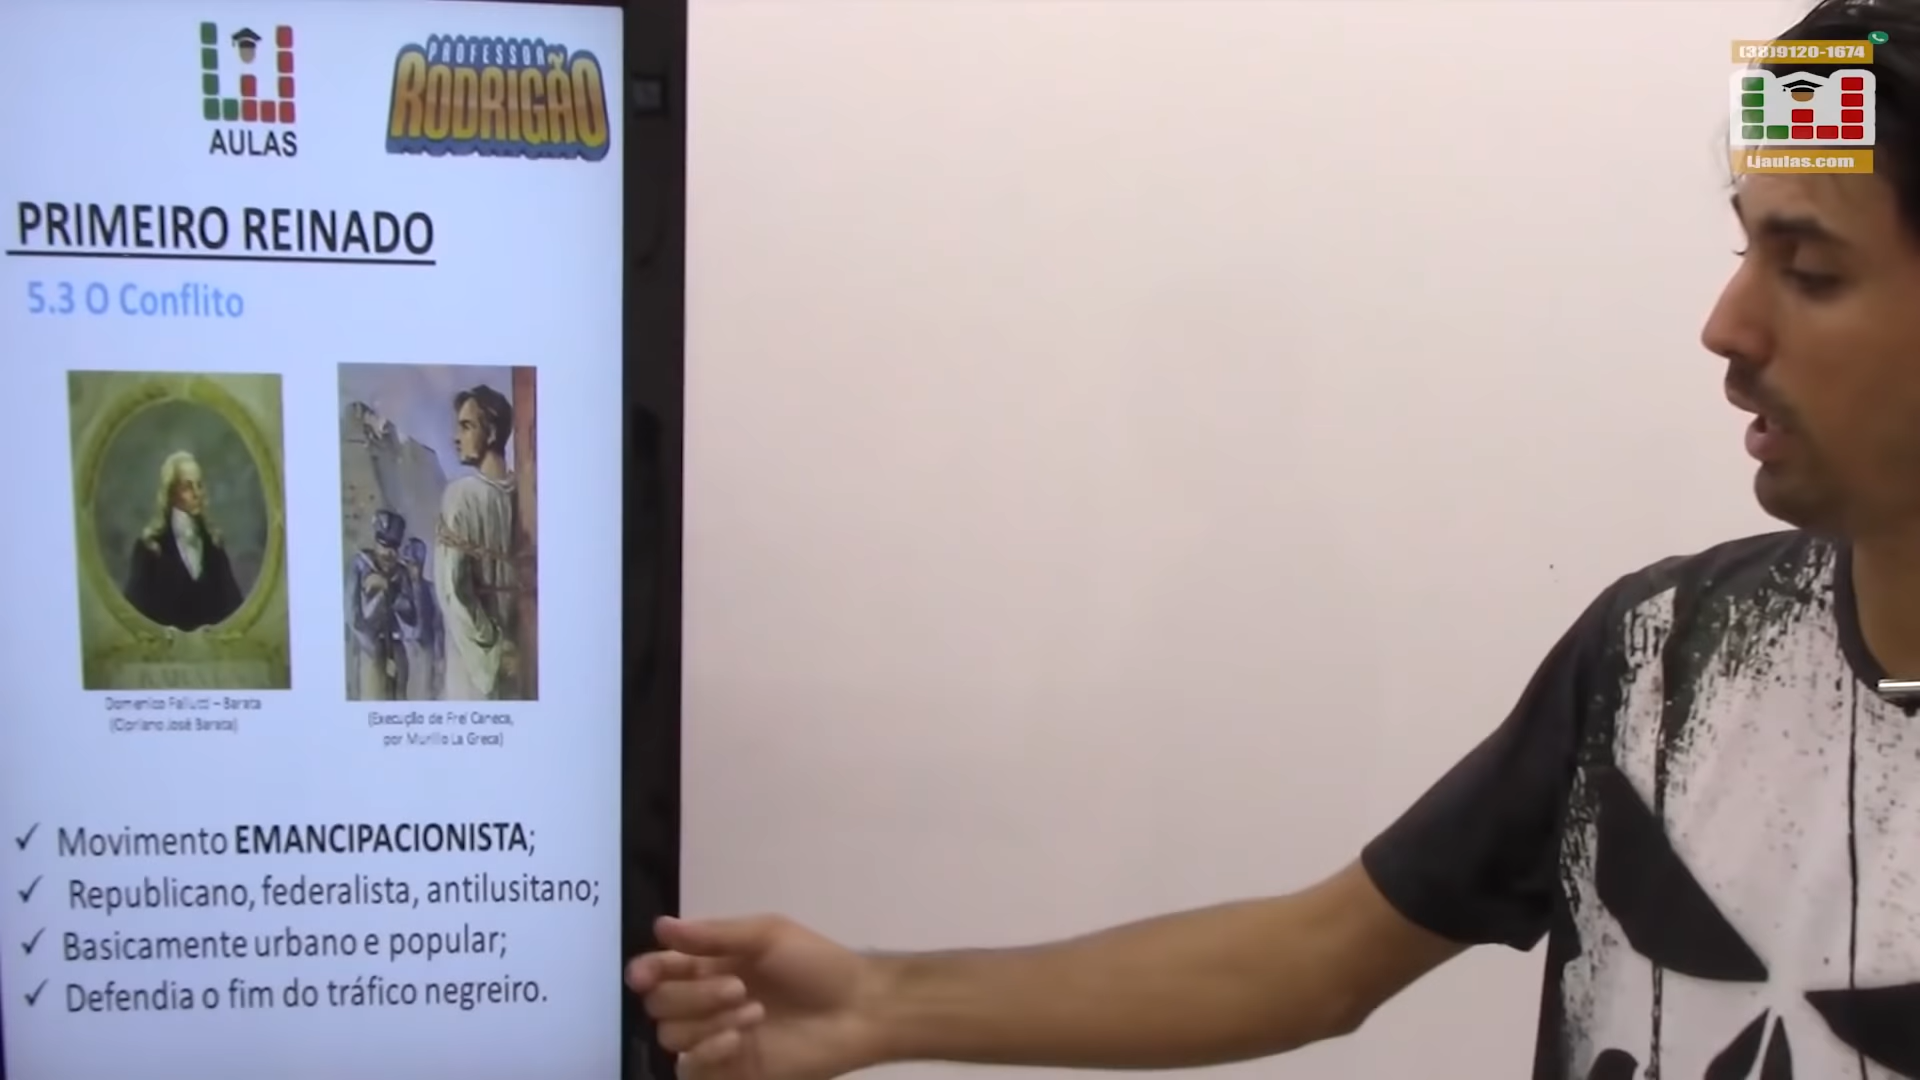 AULAS
PROFESSOR
RODRIGÃO
PRIMEIRO REINADO
5.3 O Conflito
Domenico Failutti – Barata
(Cipriano José Barata)
(Execução de Frei Caneca,
por Murillo La Greca)
✓ Movimento EMANCIPACIONISTA;
✓ Republicano, federalista, antilusitano;
✓ Basicamente urbano e popular;
✓ Defendia o fim do tráfico negreiro.
(38)9120-1674
Ljaulas.com